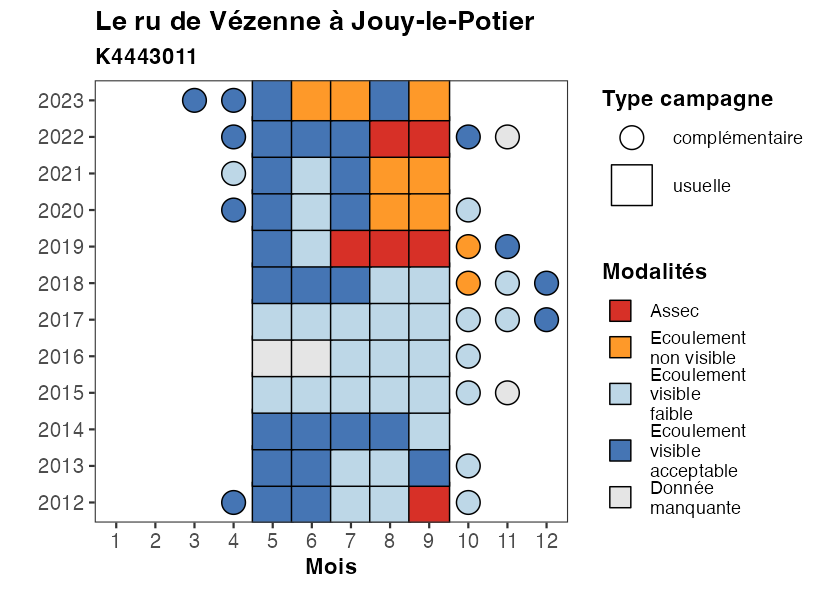 Le ru de Vézenne à Jouy-le-Potier
K4443011
2023
2022
2021
2020
2019
2018
2017
2016
2015
2014
2013
2012
1 2 3 4 5 6 7 8 9 10 11 12
Mois
Type campagne
complémentaire
usuelle
Modalités
Assec
Ecoulement
non visible
Ecoulement
visible
faible
Ecoulement
visible
acceptable
Donnée
manquante